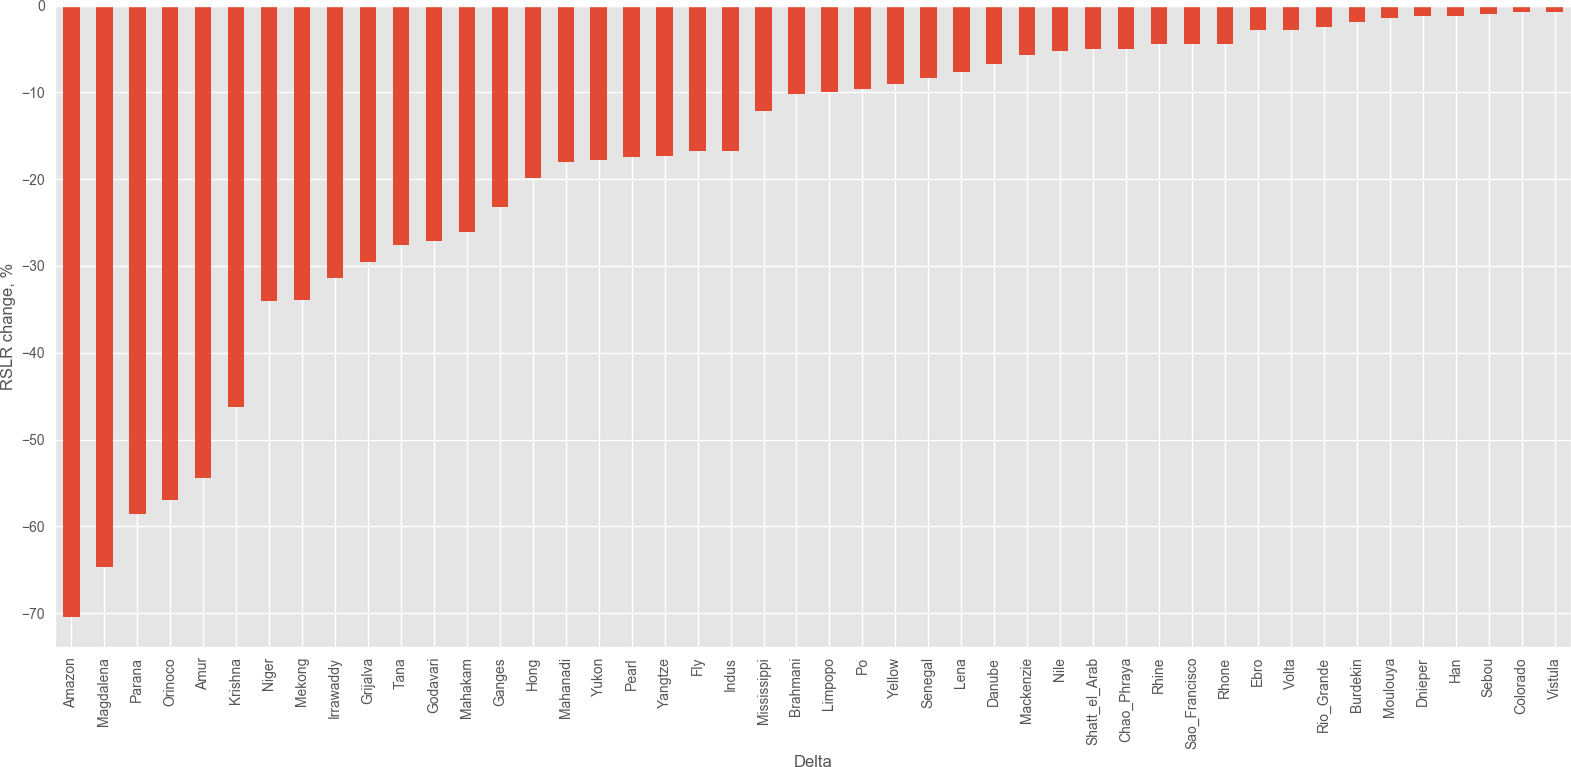 0
−10
−20
−30
−40
−50
−60
−70
RSLR change, %
Amazon
Magdalena
Parana
Orinoco
Amur
Krishna
Niger
Mekong
Irrawaddy
Grijalva
Tana
Godavari
Mahakam
Ganges
Hong
Mahanadi
Yukon
Pearl
Yangtze
Fly
Indus
Mississippi
Brahmani
Limpopo
Po
Yellow
Senegal
Lena
Danube
Mackenzie
Nile
Shatt_el_Arab
Chao_Phraya
Rhine
Sao_Francisco
Rhone
Ebro
Volta
Rio_Grande
Burdekin
Moulouya
Dnieper
Han
Sebou
Colorado
Vistula
Delta